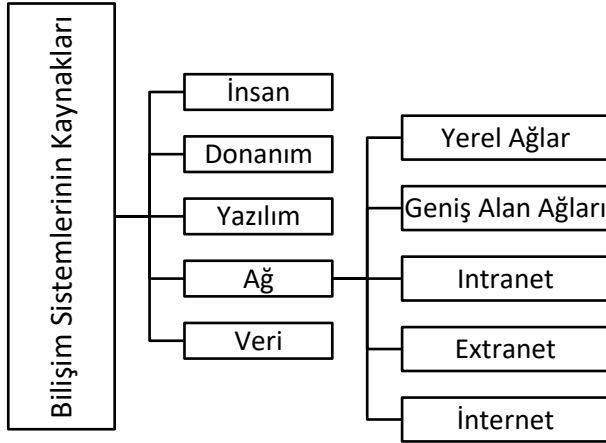 Bilişim Sistemlerinin Kaynakları
İnsan
Donanım
Yazılım
Ağ
Veri
Yerel Ağlar
Geniş Alan Ağları
Intranet
Extranet
İnternet